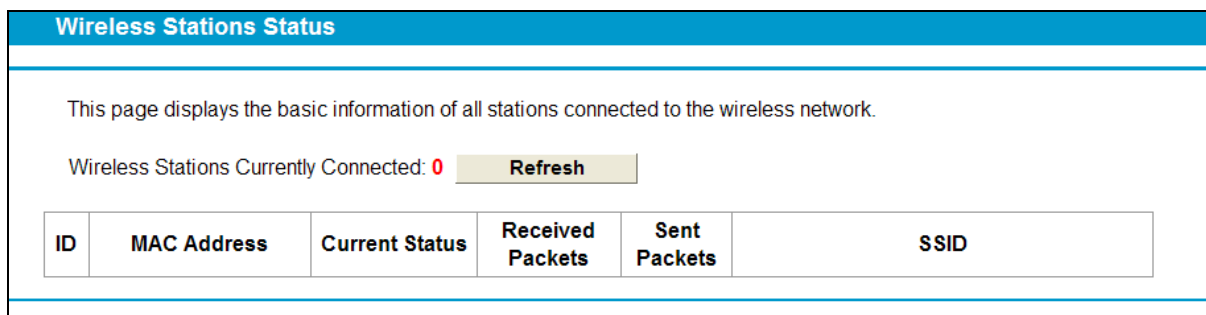 Wireless Stations Status
This page displays the basic information of all stations connected to the wireless network.
Wireless Stations Currently Connected: 0 Refresh
ID MAC Address Current Status Received Packets Sent Packets SSID